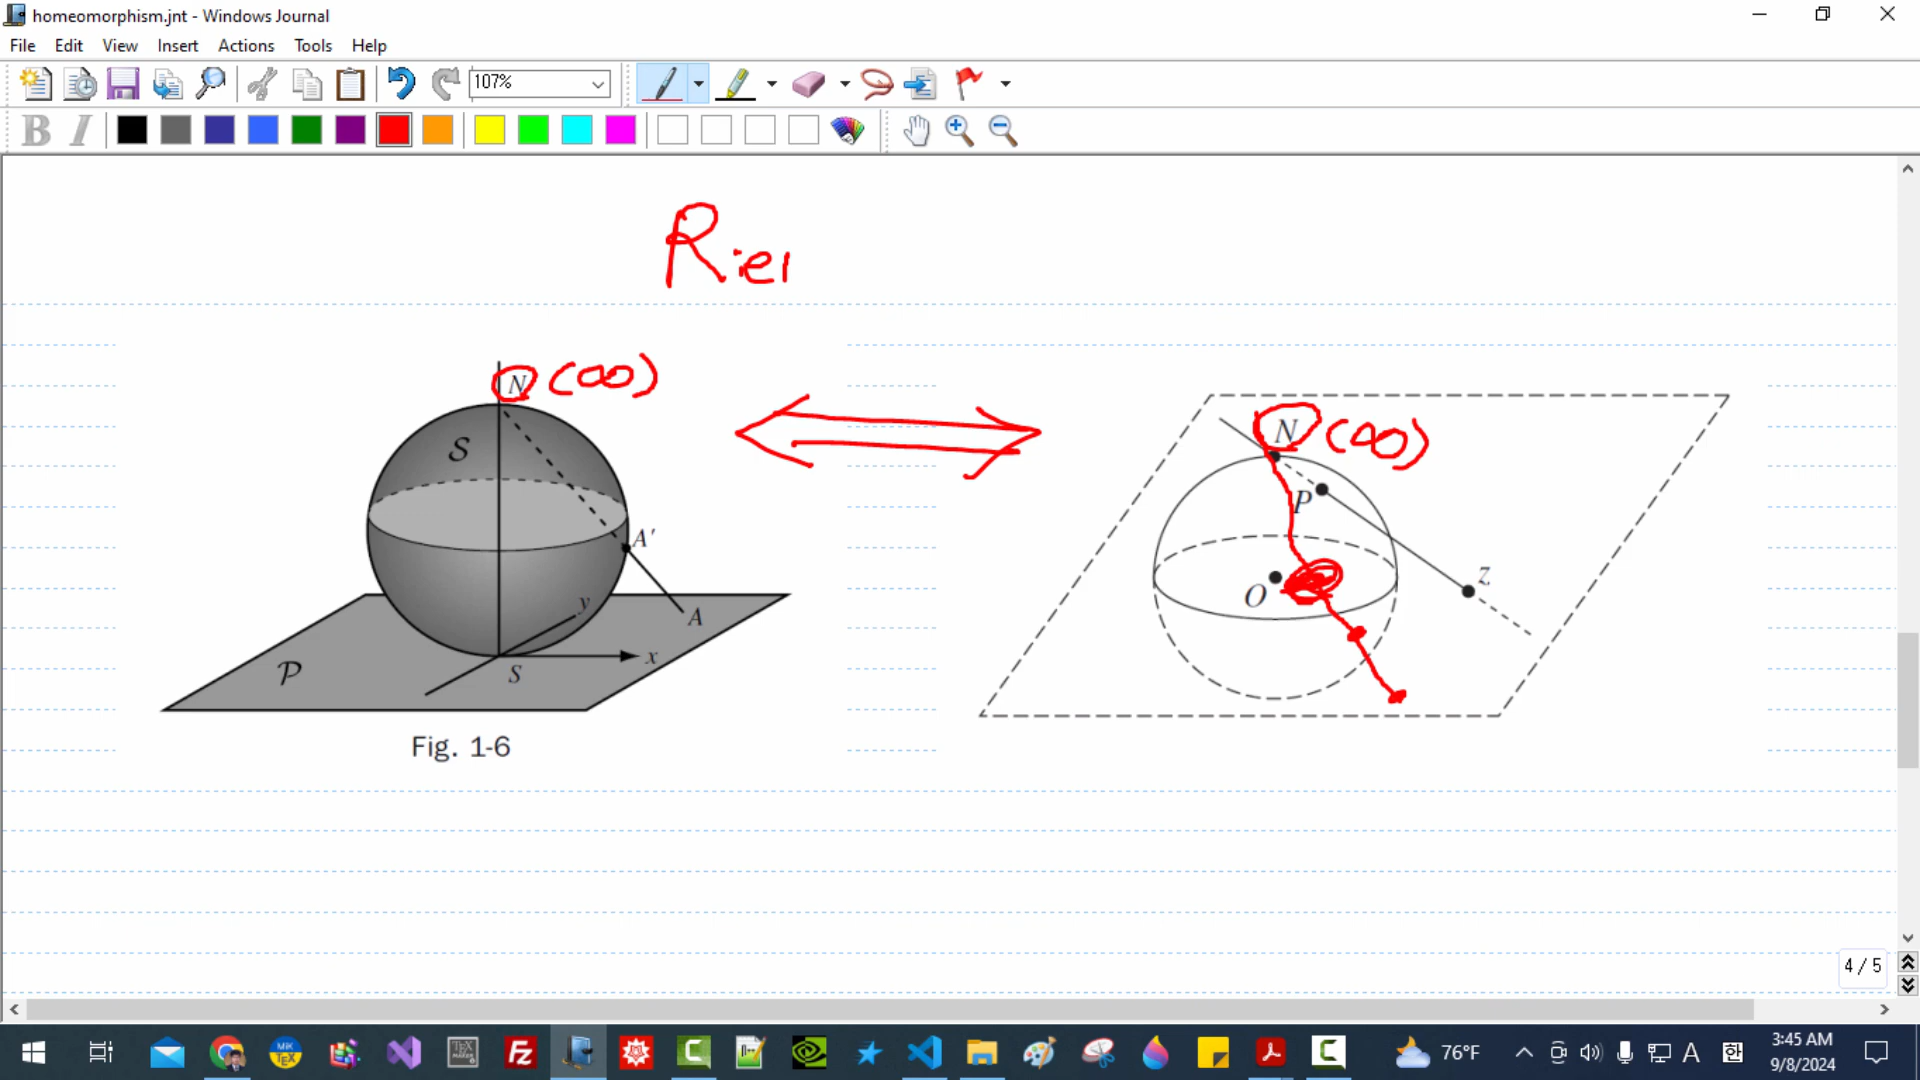 homeomorphism.jnt - Windows Journal
File Edit View Insert Actions Tools Help
107%
B I
Rie
N (∞)
S
A'
y
A
x
P
S
Fig. 1-6
N (∞)
P
O
z
4 / 5
76°F
A
한
3:45 AM
9/8/2024